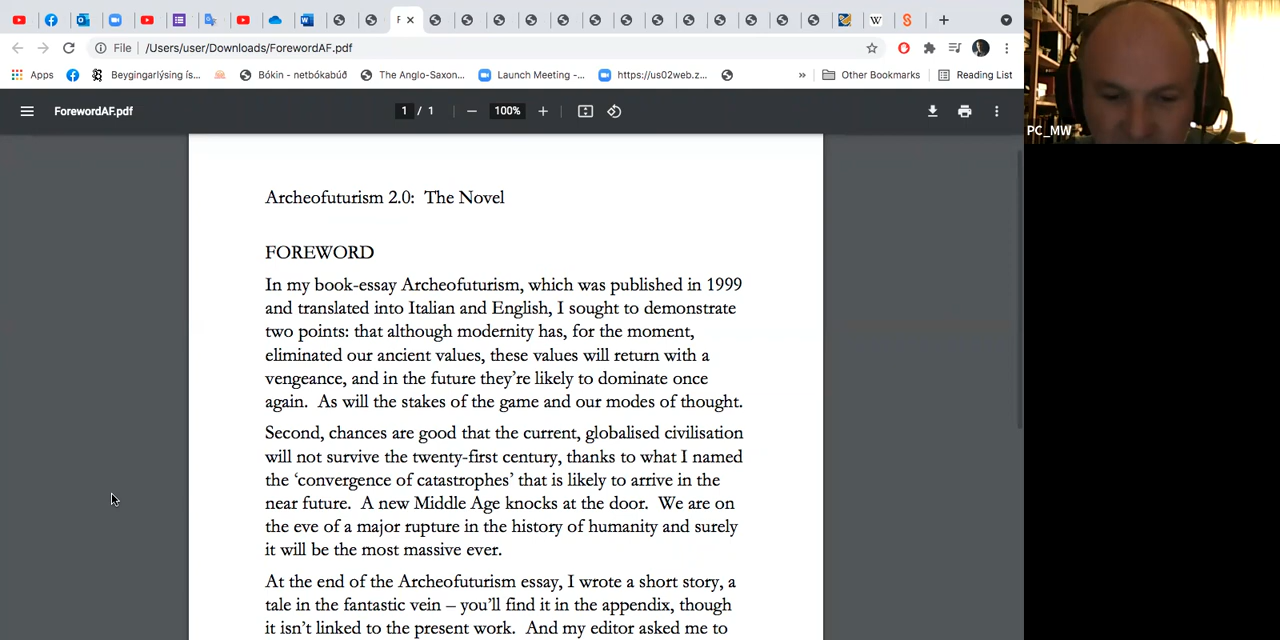 F
File
/Users/user/Downloads/ForewordAF.pdf
Apps
Beygingarlýsing ís...
Bókin - netbókabúð
The Anglo-Saxon...
Launch Meeting -...
https://us02web.z...
»
Other Bookmarks
Reading List
ForewordAF.pdf
1 / 1
100%
PC_MW
Archeofuturism 2.0:  The Novel
FOREWORD
In my book-essay Archeofuturism, which was published in 1999
and translated into Italian and English, I sought to demonstrate
two points: that although modernity has, for the moment,
eliminated our ancient values, these values will return with a
vengeance, and in the future they’re likely to dominate once
again.  As will the stakes of the game and our modes of thought.
Second, chances are good that the current, globalised civilisation
will not survive the twenty-first century, thanks to what I named
the ‘convergence of catastrophes’ that is likely to arrive in the
near future.  A new Middle Age knocks at the door.  We are on
the eve of a major rupture in the history of humanity and surely
it will be the most massive ever.
At the end of the Archeofuturism essay, I wrote a short story, a
tale in the fantastic vein – you’ll find it in the appendix, though
it isn’t linked to the present work.  And my editor asked me to